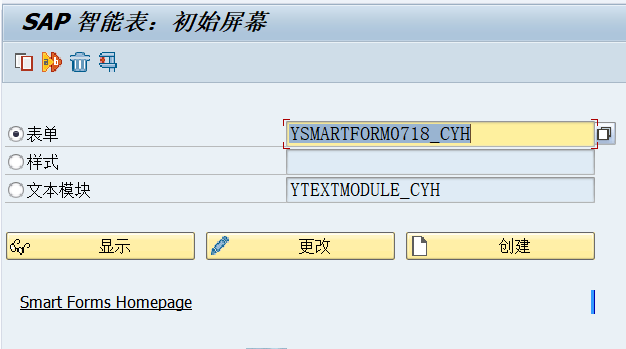 SAP 智能表：初始屏幕
表单 YSMARTFORM0718_CYH
样式
文本模块 YTEXTMODULE_CYH
显示 更改 创建
Smart Forms Homepage